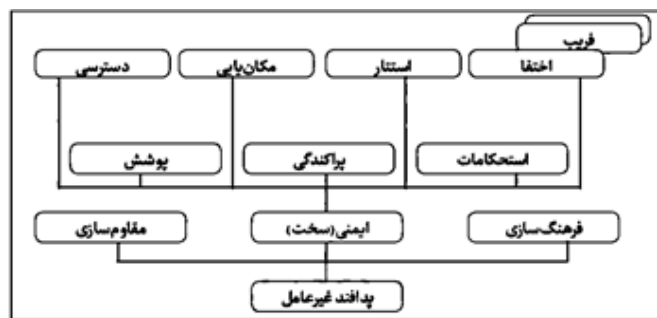 فریب
اختفا
استتار
مکان‌یابی
دسترسی
استحکامات
پراکندگی
پوشش
فرهنگ‌سازی
ایمنی(سخت)
مقاوم‌سازی
پدافند غیرعامل